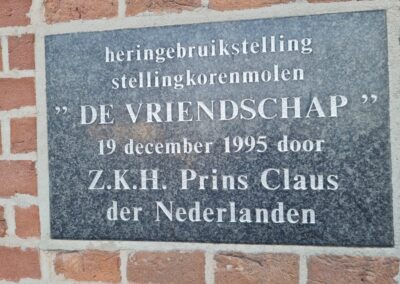 heringebruikstelling
stellingkorenmolen
” DE VRIENDSCHAP ”
19 december 1995 door
Z.K.H. Prins Claus
der Nederlanden